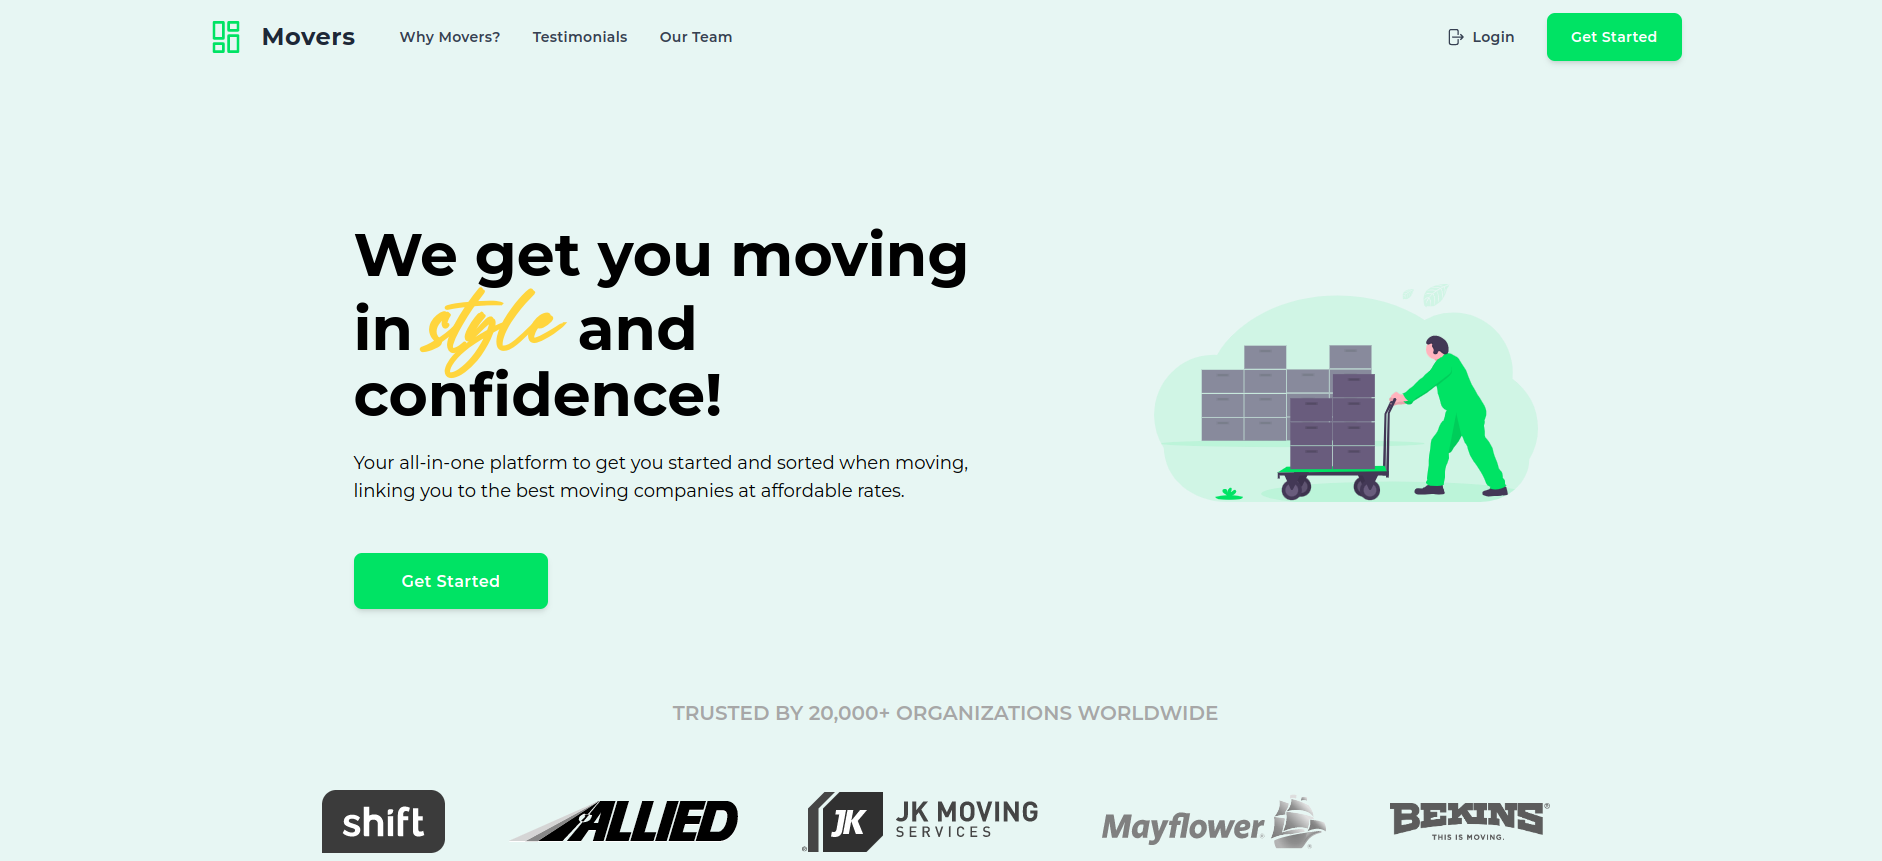 Movers
Why Movers?
Testimonials
Our Team
Login
Get Started
We get you moving
in style and
confidence!
Your all-in-one platform to get you started and sorted when moving,
linking you to the best moving companies at affordable rates.
Get Started
TRUSTED BY 20,000+ ORGANIZATIONS WORLDWIDE
shift
ALLIED
®
JK
JK MOVING
SERVICES
Mayflower®
BEKINS®
THIS IS MOVING.